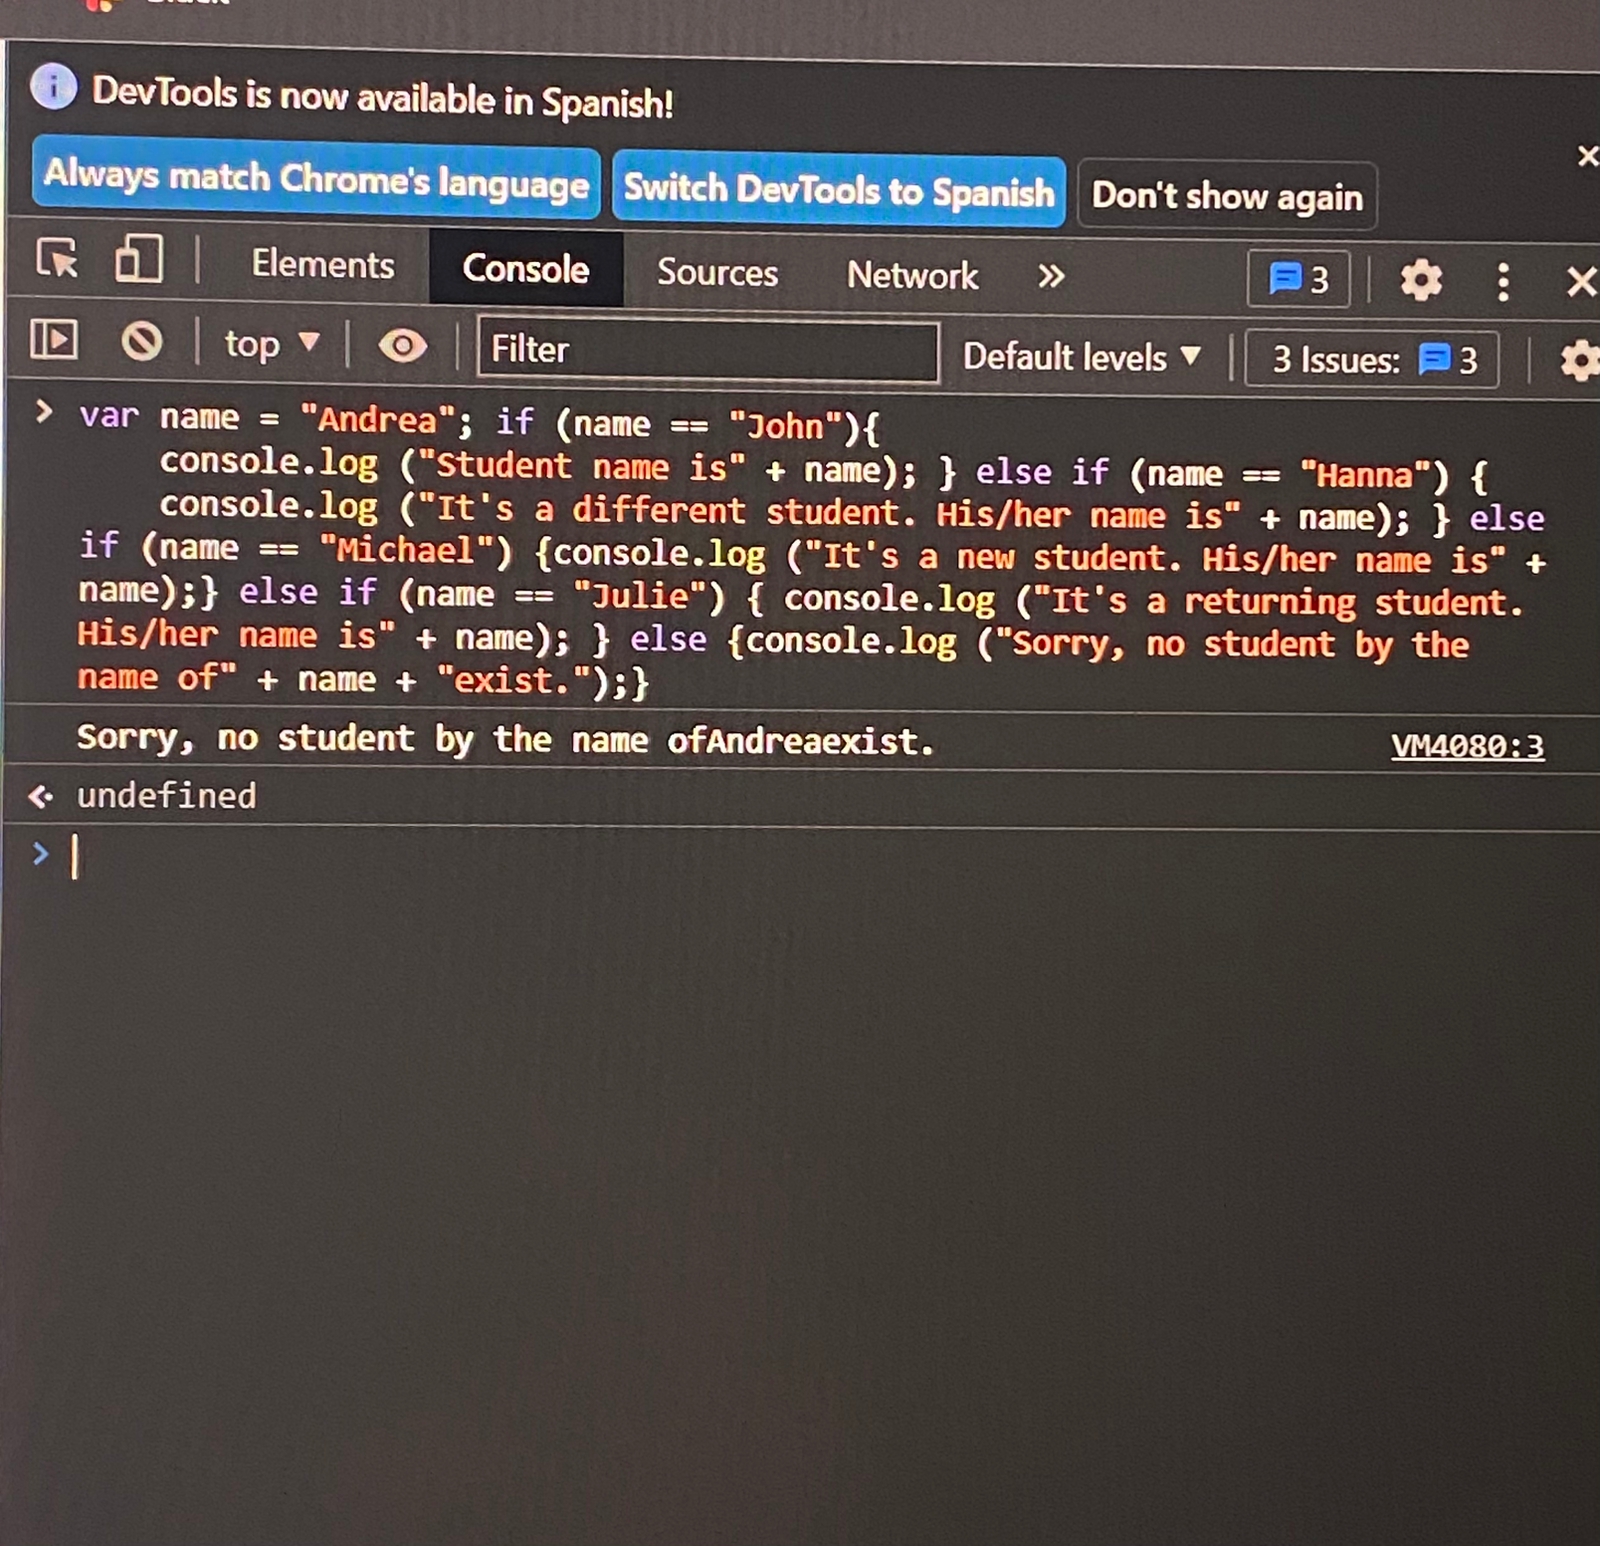 DevTools is now available in Spanish!
Always match Chrome's language Switch DevTools to Spanish Don't show again
Elements Console Sources Network 3
top Filter Default levels 3 Issues: 3
var name = "Andrea"; if (name == "John"){
console.log ("Student name is" + name); } else if (name == "Hanna") {
console.log ("It's a different student. His/her name is" + name); } else
if (name == "Michael") {console.log ("It's a new student. His/her name is" +
name);} else if (name == "Julie") { console.log ("It's a returning student.
His/her name is" + name); } else {console.log ("Sorry, no student by the
name of" + name + "exist.");}
Sorry, no student by the name ofAndreaexist. VM4080:3
undefined